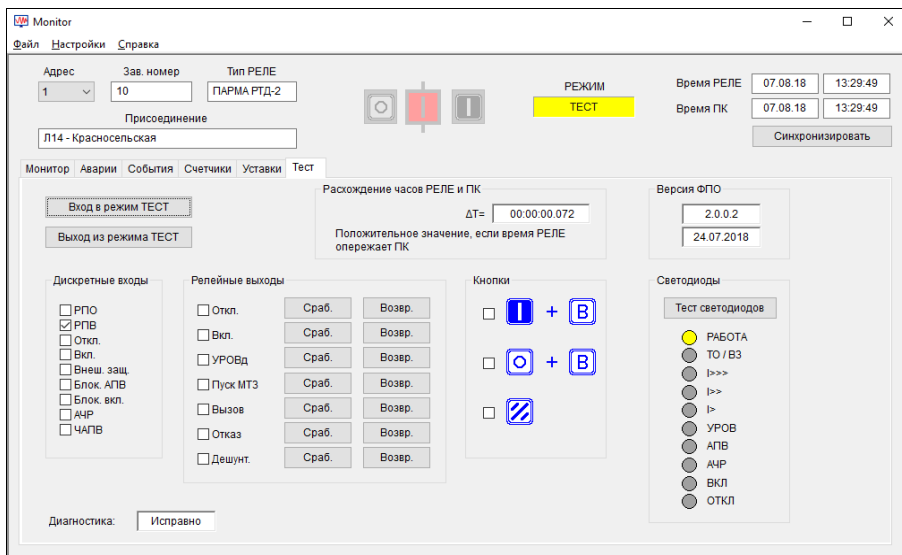 Monitor
Файл Настройки Справка
Адрес Зав. номер Тип РЕЛЕ
1 10 ПАРМА РТД-2
Присоединение
Л14 - Красносельская
РЕЖИМ
ТЕСТ
Время РЕЛЕ 07.08.18 13:29:49
Время ПК 07.08.18 13:29:49
Синхронизировать
Монитор Аварии События Счетчики Уставки Тест
Вход в режим ТЕСТ
Выход из режима ТЕСТ
Расхождение часов РЕЛЕ и ПК
ΔT= 00:00:00.072
Положительное значение, если время РЕЛЕ
опережает ПК
Версия ФПО
2.0.0.2
24.07.2018
Дискретные входы
РПО
РПВ
Откл.
Вкл.
Внеш. защ.
Блок. АПВ
Блок. вкл.
АЧР
ЧАПВ
Релейные выходы
Откл. Сраб. Возвр.
Вкл. Сраб. Возвр.
УРОВд Сраб. Возвр.
Пуск МТЗ Сраб. Возвр.
Вызов Сраб. Возвр.
Отказ Сраб. Возвр.
Дешунт. Сраб. Возвр.
Кнопки
I + B
O + B
Светодиоды
Тест светодиодов
РАБОТА
ТО / ВЗ
I>>>
I>>
I>
УРОВ
АПВ
АЧР
ВКЛ
ОТКЛ
Диагностика: Исправно